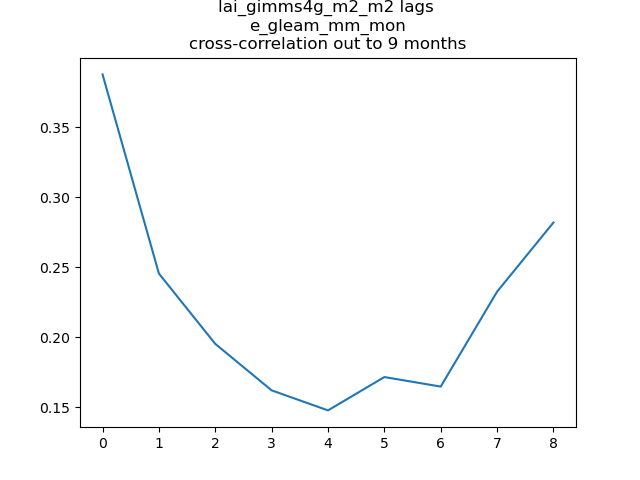 lai_gimms4g_m2_m2 lags
e_gleam_mm_mon
cross-correlation out to 9 months
0.35
0.30
0.25
0.20
0.15
0 1 2 3 4 5 6 7 8